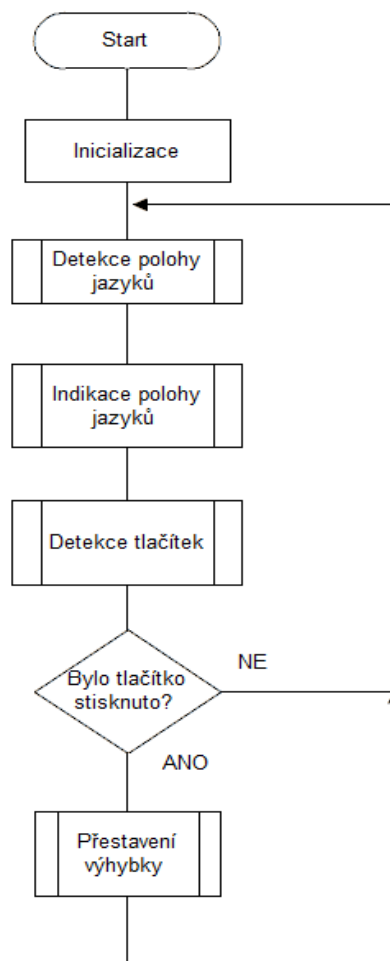 Start
Inicializace
Detekce polohy
jazyků
Indikace polohy
jazyků
Detekce tlačítek
Bylo tlačítko
stisknuto?
NE
ANO
Přestavení
výhybky